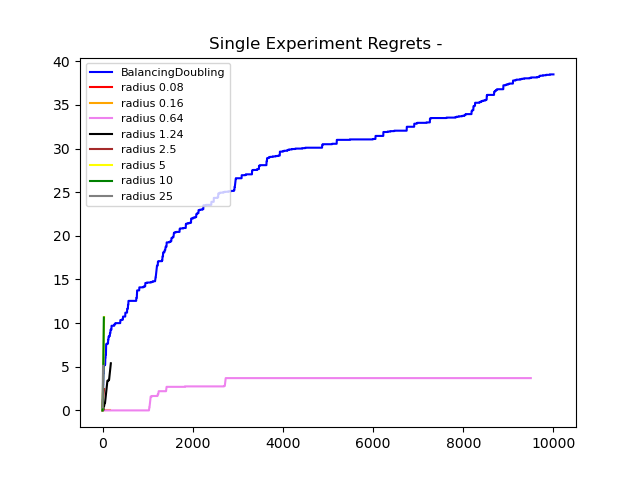 Single Experiment Regrets -
40
35
30
25
20
15
10
5
0
BalancingDoubling
radius 0.08
radius 0.16
radius 0.64
radius 1.24
radius 2.5
radius 5
radius 10
radius 25
0 2000 4000 6000 8000 10000